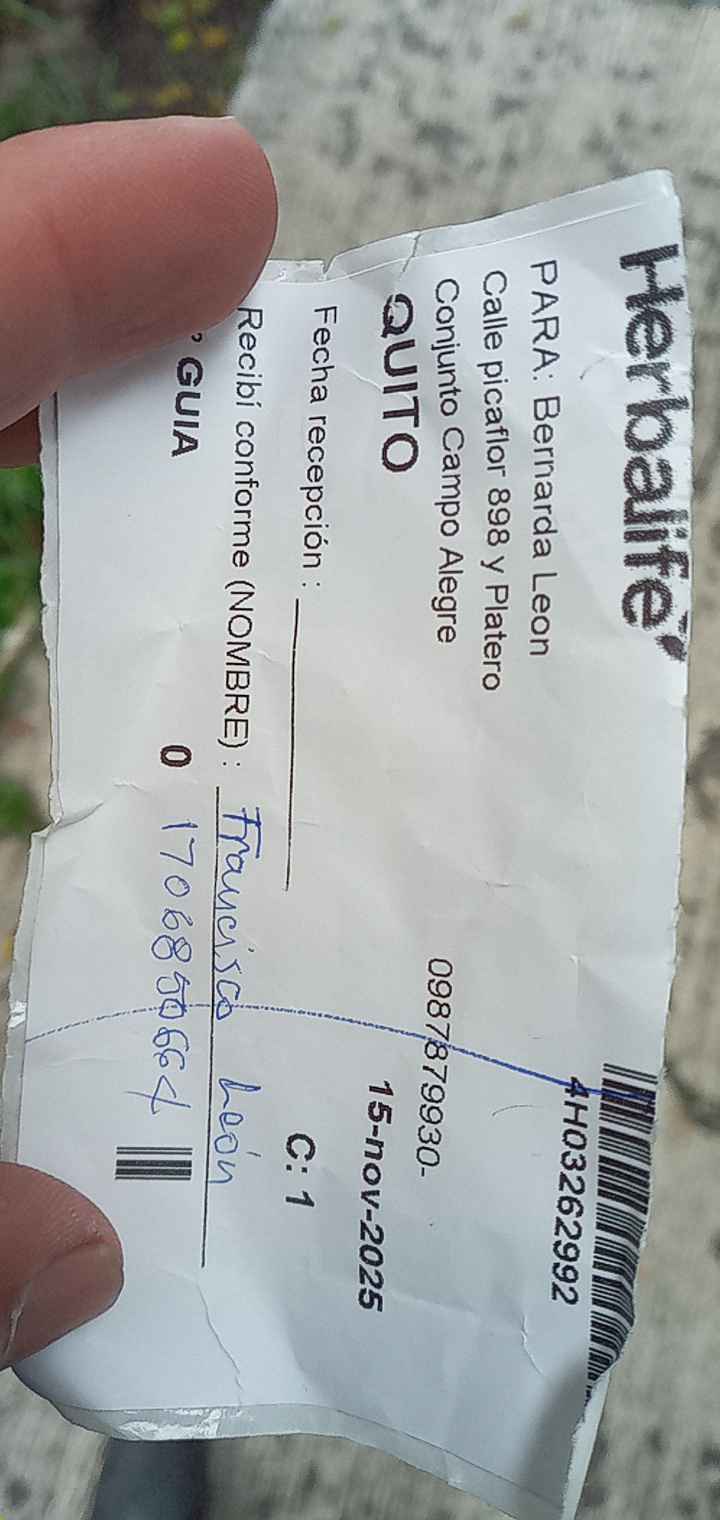 Herbalife
4H03262992
PARA: Bernarda Leon
Calle picaflor 898 y Platero
Conjunto Campo Alegre 0987879930-
QUITO 15-nov-2025
Fecha recepción :
C: 1
Recibí conforme (NOMBRE) : Francisco León
GUIA 0 1706850664